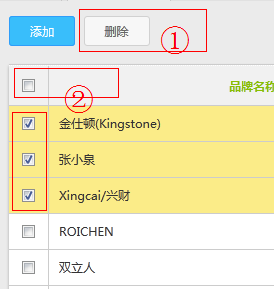 添加 删除 ①
② 品牌名称
金仕顿(Kingstone)
张小泉
Xingcai/兴财
ROICHEN
双立人